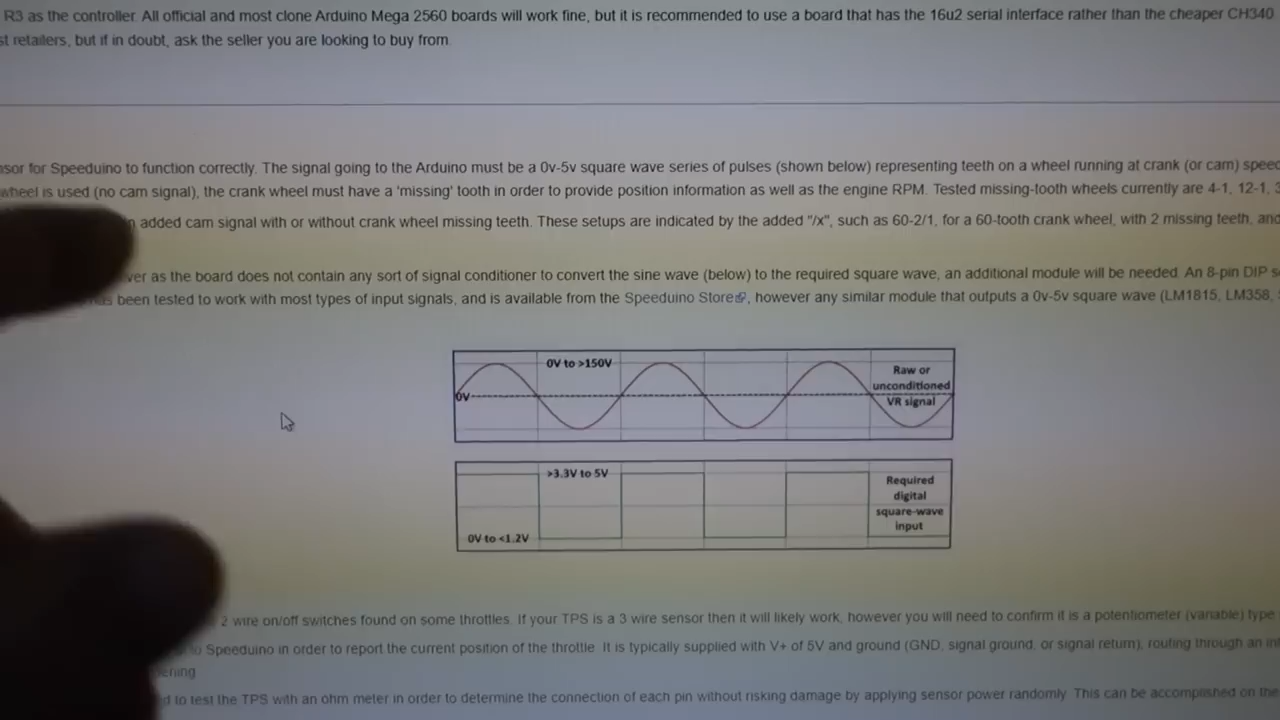 R3 as the controller. All official and most clone Arduino Mega 2560 boards will work fine, but it is recommended to use a board that has the 16u2 serial interface rather than the cheaper CH340
retailers, but if in doubt, ask the seller you are looking to buy from.
for Speeduino to function correctly. The signal going to the Arduino must be a 0v-5v square wave series of pulses (shown below) representing teeth on a wheel running at crank (or cam)
wheel is used (no cam signal), the crank wheel must have a 'missing' tooth in order to provide position information as well as the engine RPM. Tested missing-tooth wheels currently are 4-1, 12-1,
added cam signal with or without crank wheel missing teeth. These setups are indicated by the added "/x", such as 60-2/1, for a 60-tooth crank wheel, with 2 missing teeth, and
as the board does not contain any sort of signal conditioner to convert the sine wave (below) to the required square wave, an additional module will be needed. An 8-pin DIP
been tested to work with most types of input signals, and is available from the Speeduino Store, however any similar module that outputs a 0v-5v square wave (LM1815, LM358,
0V to >150V
0V
Raw or
unconditioned
VR signal
>3.3V to 5V
0V to <1.2V
Required
digital
square-wave
input
2 wire on/off switches found on some throttles. If your TPS is a 3 wire sensor then it will likely work, however you will need to confirm it is a potentiometer (variable) type
Speeduino in order to report the current position of the throttle. It is typically supplied with V+ of 5V and ground (GND, signal ground, or signal return), routing through an
to test the TPS with an ohm meter in order to determine the connection of each pin without risking damage by applying sensor power randomly. This can be accomplished on the